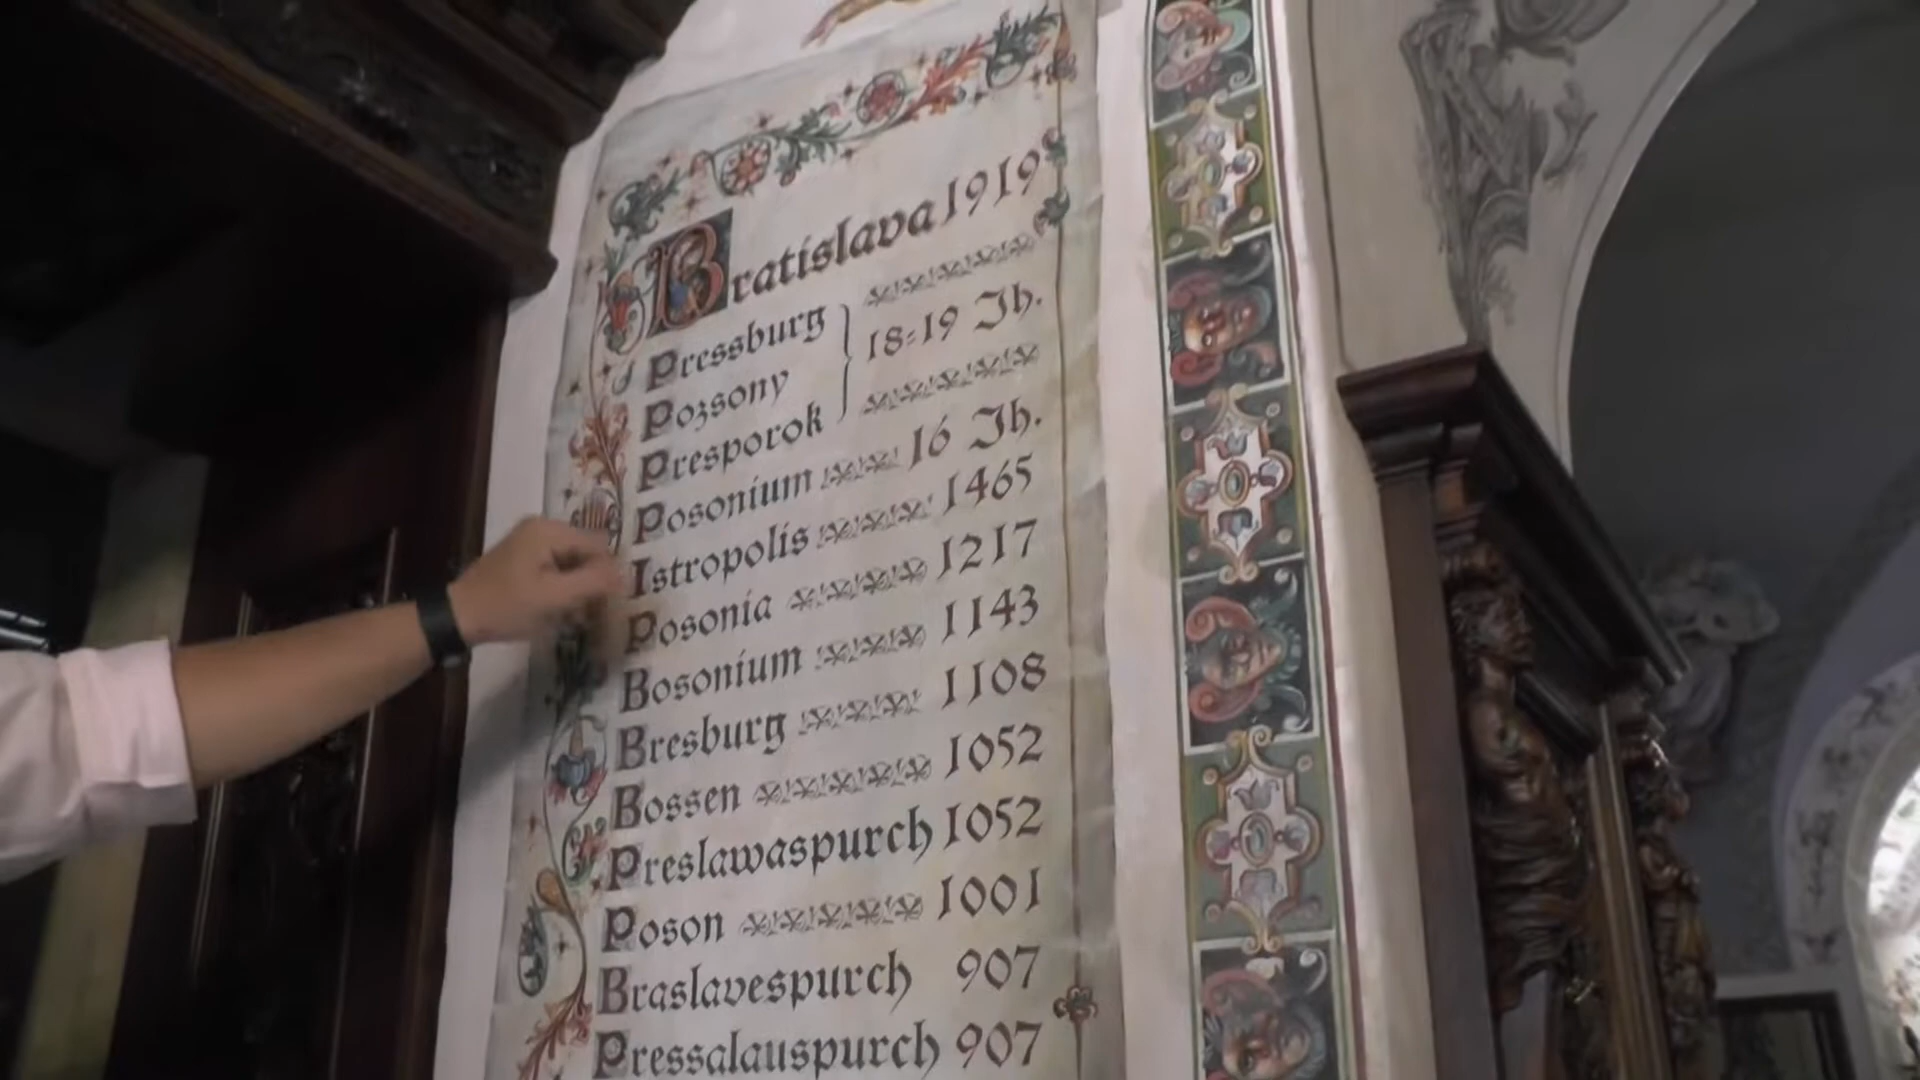 Bratislava 1919
Pressburg
Pozsony
Presporok
18-19 Jh.
Posonium 16 Jh.
Istropolis 1465
Posonia 1217
Bosonium 1143
Bresburg 1108
Bossen 1052
Preslawaspurch 1052
Poson 1001
Braslavespurch 907
Pressalauspurch 907